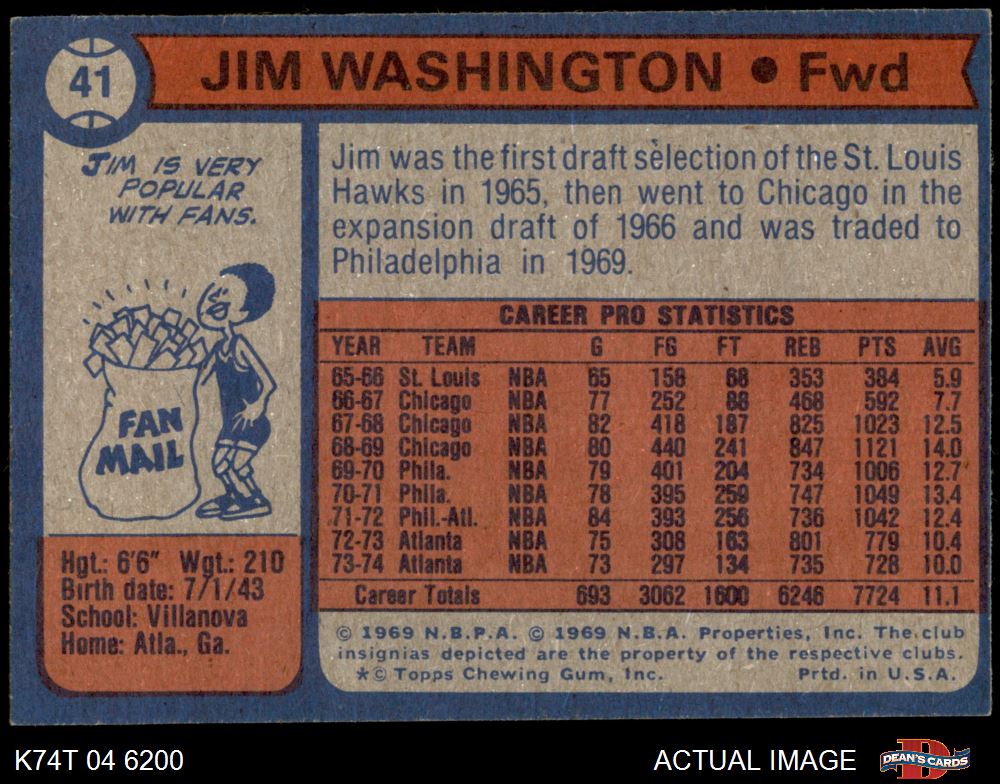 41
JIM WASHINGTON • Fwd
JIM IS VERY
POPULAR
WITH FANS.
FAN
MAIL
Hgt.: 6'6" Wgt.: 210
Birth date: 7/1/43
School: Villanova
Home: Atla., Ga.
Jim was the first draft selection of the St. Louis
Hawks in 1965, then went to Chicago in the
expansion draft of 1966 and was traded to
Philadelphia in 1969.
CAREER PRO STATISTICS
YEAR TEAM G FG FT REB PTS AVG
65-66 St. Louis NBA 65 158 68 353 384 5.9
66-67 Chicago NBA 77 252 88 468 592 7.7
67-68 Chicago NBA 82 418 187 825 1023 12.5
68-69 Chicago NBA 80 440 241 847 1121 14.0
69-70 Phila. NBA 79 401 204 734 1006 12.7
70-71 Phila. NBA 78 395 259 747 1049 13.4
71-72 Phil.-Atl. NBA 84 393 256 736 1042 12.4
72-73 Atlanta NBA 75 308 163 801 779 10.4
73-74 Atlanta NBA 73 297 134 735 728 10.0
Career Totals 693 3062 1600 6246 7724 11.1
© 1969 N.B.P.A. © 1969 N.B.A. Properties, Inc. The club
insignias depicted are the property of the respective clubs.
*© Topps Chewing Gum, Inc. Prtd. in U.S.A.
K74T 04 6200
ACTUAL IMAGE
D
DEAN'S CARDS